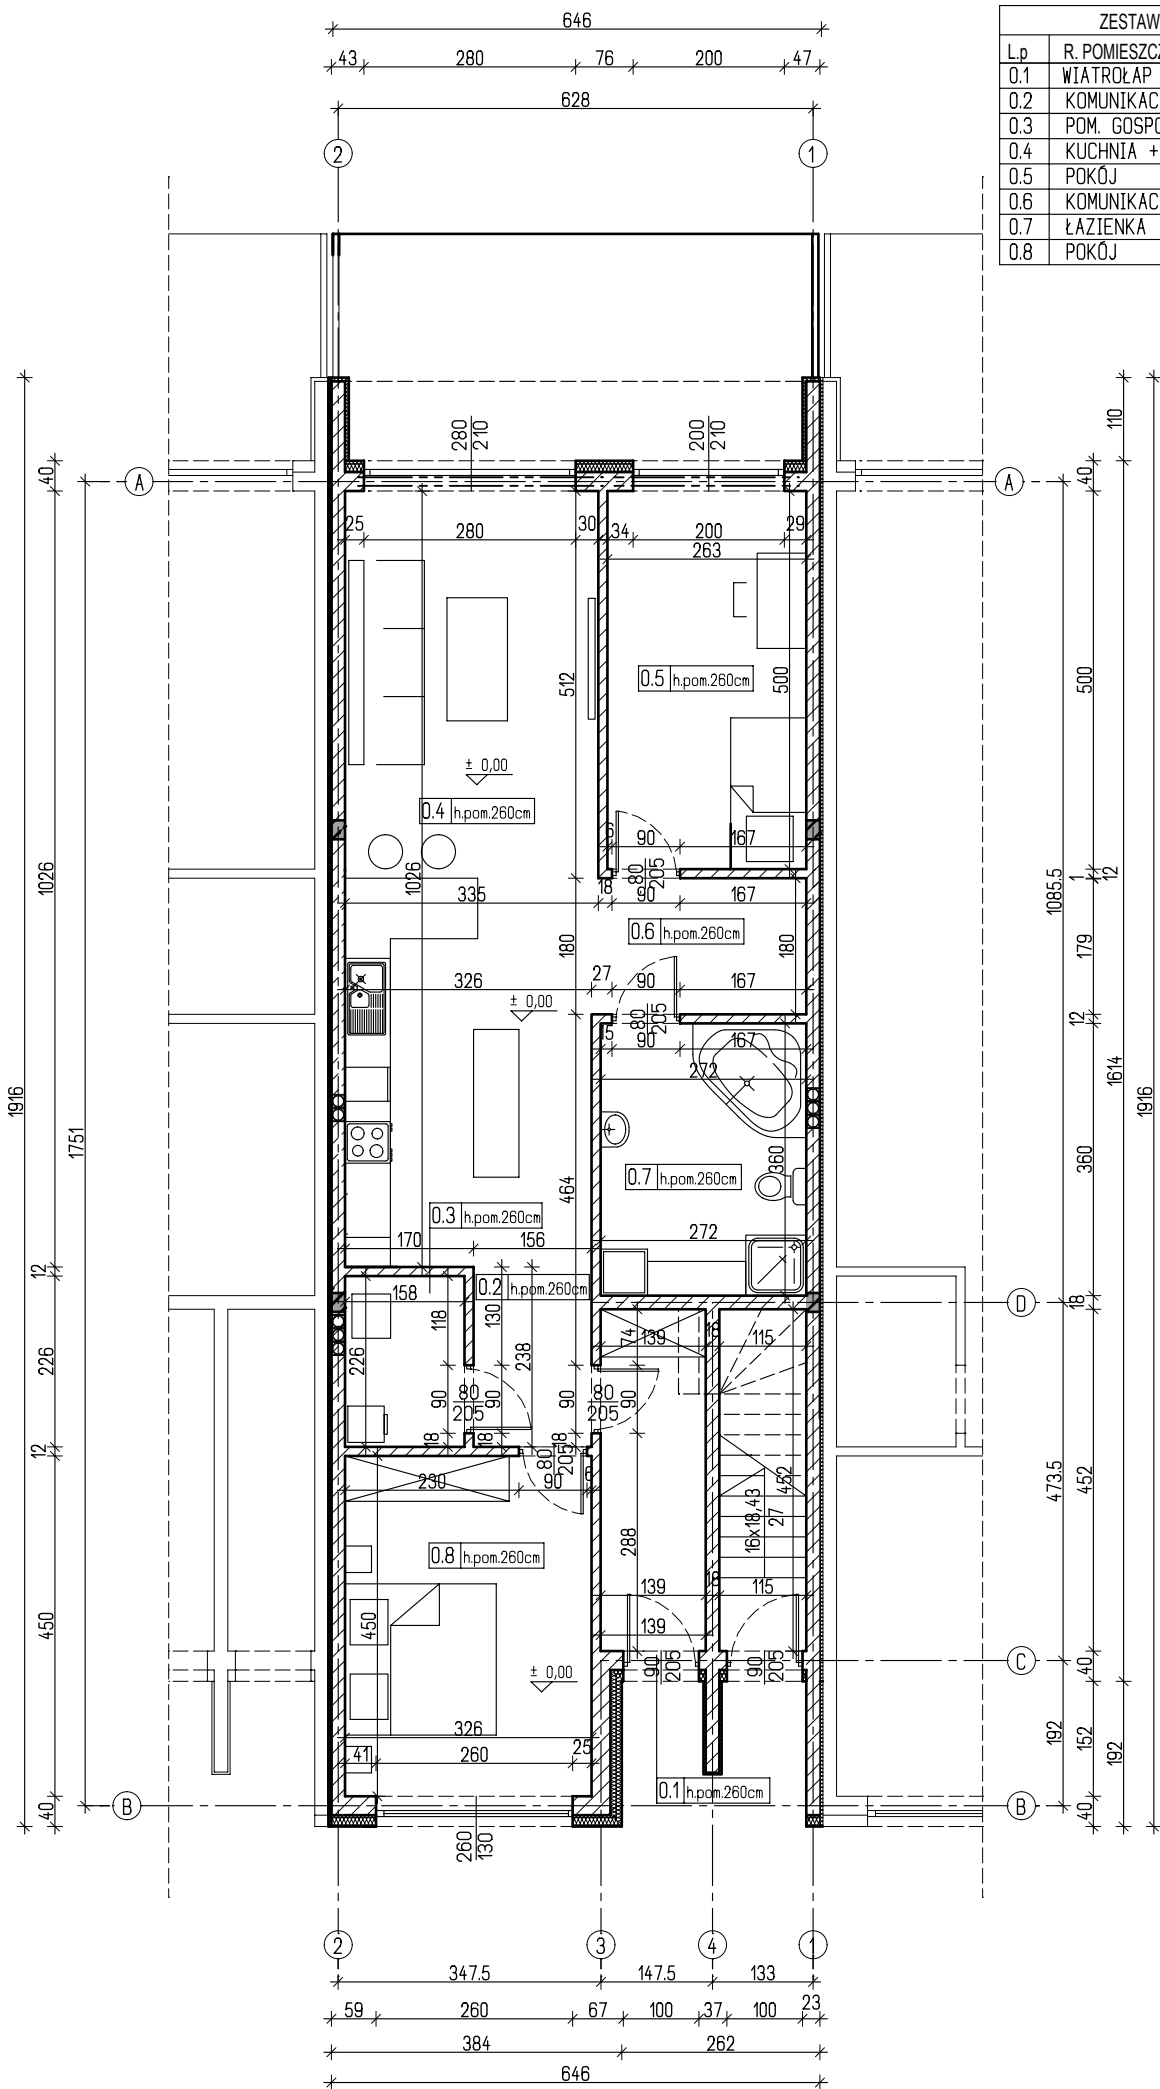 646
43 280 76 200 47
628
2 1
ZESTAW
L.p R. POMIESZCZ
0.1 WIATROŁAP
0.2 KOMUNIKAC
0.3 POM. GOSPO
0.4 KUCHNIA +
0.5 POKÓJ
0.6 KOMUNIKAC
0.7 ŁAZIENKA
0.8 POKÓJ
280
210
200
210
110
40
A A
40
25 280 30 34 200 29
263
512
0.5 h.pom.260cm
500
500
± 0,00
0.4 h.pom.260cm
6 90 167
80
205
1026
1026
335
18 90 167
1085.5
1
12
180
0.6 h.pom.260cm
180
179
326 27 90 167
± 0,00
80
205
12
15 90 167
272
1614
1916
1916
1751
360
360
464
0.7 h.pom.260cm
0.3 h.pom.260cm
170 156 272
12
0.2 h.pom.260cm
158
118
130
D
18
74
139 18 115
226
226
238
90
80
205
90
90
80
205
90
18 18 18
12
80
205
230 90 6
452
452
473.5
16x18,43
27
288
0.8 h.pom.260cm
139 18 115
139
450
450
± 0,00
90
205
90
205
C
40
326
41 260 25
192
152
192
0.1 h.pom.260cm
40
B B
40
260
130
2 3 4 1
347.5 147.5 133
59 260 67 100 37 100 23
384 262
646